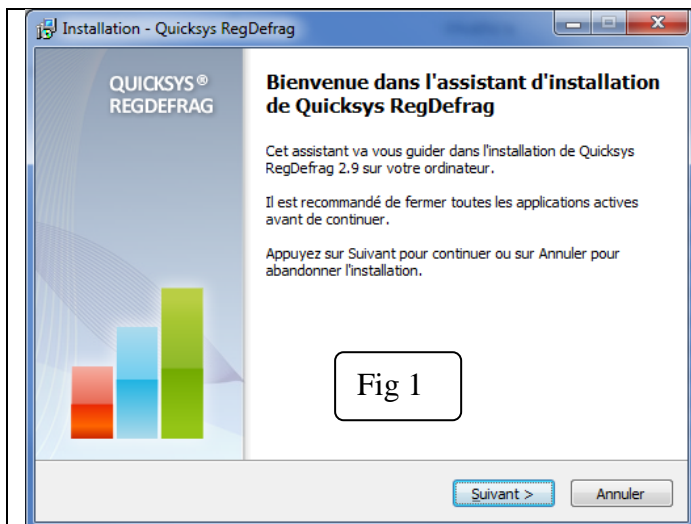 Installation - Quicksys RegDefrag
QUICKSYS®
REGDEFRAG
Bienvenue dans l'assistant d'installation
de Quicksys RegDefrag
Cet assistant va vous guider dans l'installation de Quicksys
RegDefrag 2.9 sur votre ordinateur.
Il est recommandé de fermer toutes les applications actives
avant de continuer.
Appuyez sur Suivant pour continuer ou sur Annuler pour
abandonner l'installation.
Fig 1
Suivant >
Annuler